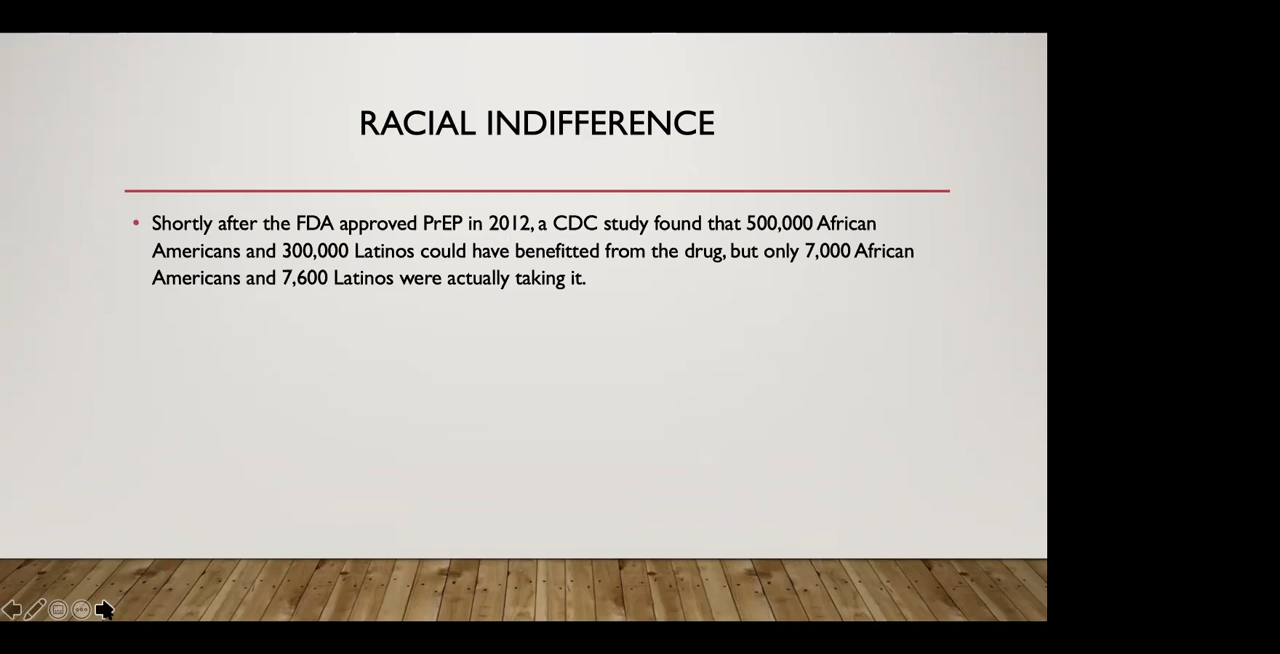 RACIAL INDIFFERENCE
• Shortly after the FDA approved PrEP in 2012, a CDC study found that 500,000 African
Americans and 300,000 Latinos could have benefitted from the drug, but only 7,000 African
Americans and 7,600 Latinos were actually taking it.